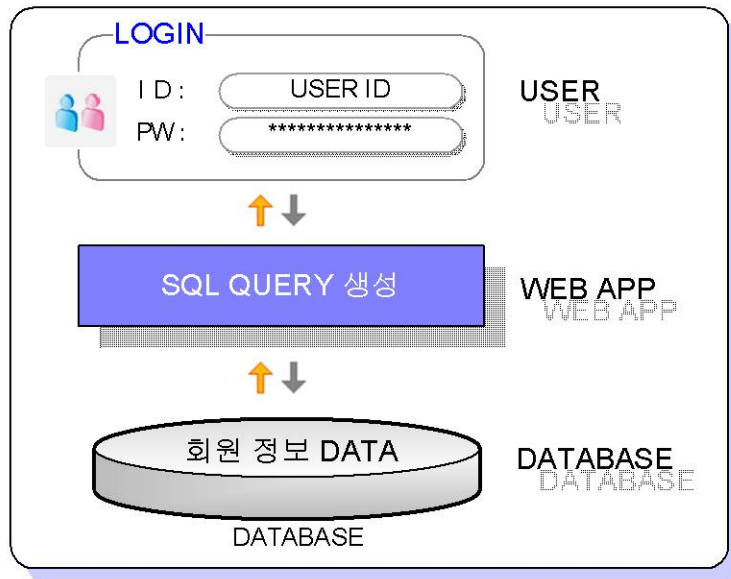 LOGIN
I D : USER ID
PW : ***************
USER
USER
SQL QUERY 생성
WEB APP
WEB APP
회원 정보 DATA
DATABASE
DATABASE
DATABASE